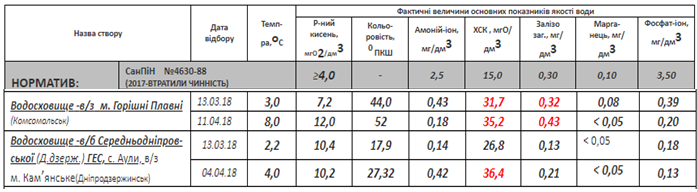 Фактичні величини основних показників якості води
Назва створу | Дата відбору | Темп-ра,°С | Р-ний кисень, мгО2/дм3 | Кольо-ровість, 0 ПКШ | Амоній-іон, мг/дм3 | ХСК , мгО/дм3 | Залізо заг., мг/дм3 | Марга-нець, мг/дм3 | Фосфат-іон, мг/дм3
НОРМАТИВ: | СанПіН №4630-88 (2017-ВТРАТИЛИ ЧИННІСТЬ) | ≥4,0 | - | 2,5 | 15,0 | 0,30 | 0,10 | 3,50
Водосховище -в/з м. Горішні Плавні | 13.03.18 | 3,0 | 7,2 | 44,0 | 0,43 | 31,7 | 0,32 | 0,08 | 0,39
(Комсомольськ) | 11.04.18 | 8,0 | 12,0 | 52 | 0,18 | 35,2 | 0,43 | < 0,05 | 0,20
Водосховище -в/б Середньодніпров-ської (Д.дзерж.) ГЕС, с. Аули, в/з | 13.03.18 | 2,2 | 10,4 | 17,9 | 0,14 | 26,8 | 0,13 | < 0,05 | 0,18
м. Кам’янське(Дніпродзержинськ) | 04.04.18 | 4,0 | 10,2 | 27,32 | 0,42 | 36,4 | 0,21 | < 0,05 | 0,13